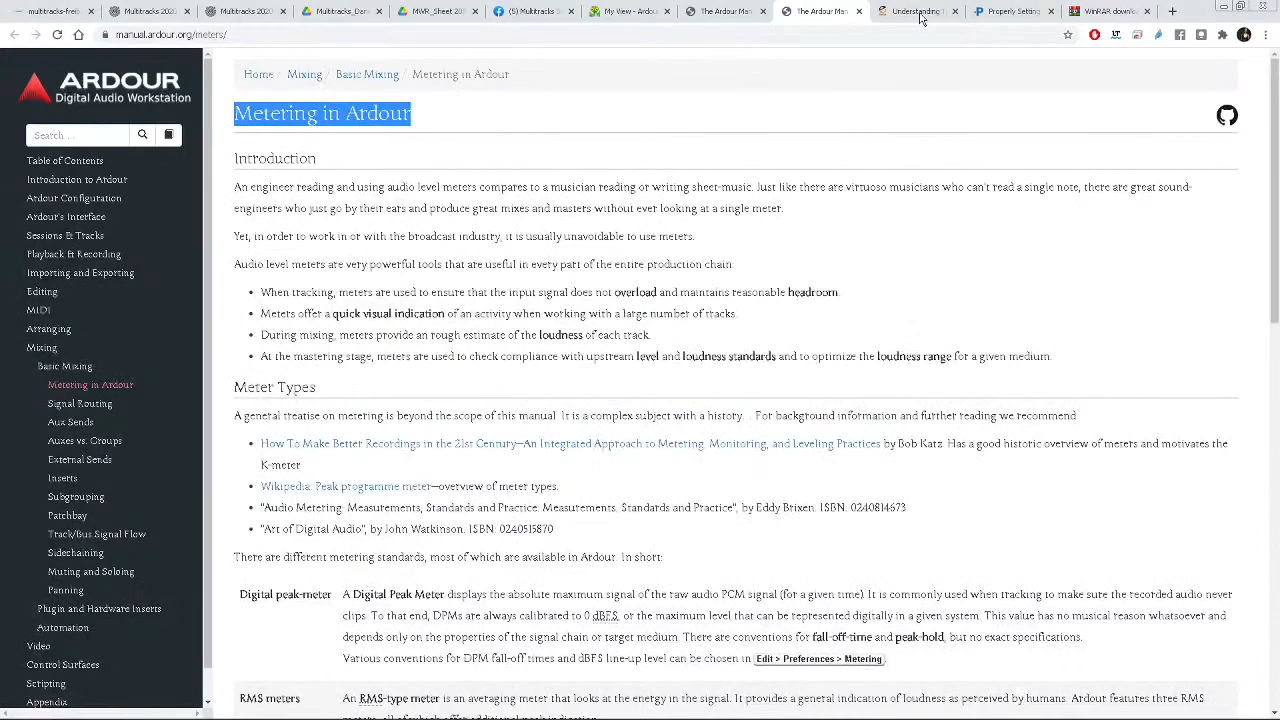 multitracks-freid
Multitracks 2020
Multitracks 2020
Multitracks_Dan
MWR_Sheet 200
(1) Multitracks
My View - Audac
The Ardour Man
Understanding
Properly Setting
WinRAR downlo
manual.ardour.org/meters/
ARDOUR
Digital Audio Workstation
Search ...
Table of Contents
Introduction to Ardour
Ardour Configuration
Ardour's Interface
Sessions & Tracks
Playback & Recording
Importing and Exporting
Editing
MIDI
Arranging
Mixing
Basic Mixing
Metering in Ardour
Signal Routing
Aux Sends
Auxes vs. Groups
External Sends
Inserts
Subgrouping
Patchbay
Track/Bus Signal Flow
Sidechaining
Muting and Soloing
Panning
Plugin and Hardware Inserts
Automation
Video
Control Surfaces
Scripting
Appendix
Home / Mixing / Basic Mixing / Metering in Ardour
Metering in Ardour
Introduction
An engineer reading and using audio level meters compares to a musician reading or writing sheet-music. Just like there are virtuoso musicians who can't read a single note, there are great sound-
engineers who just go by their ears and produce great mixes and masters without ever looking at a single meter.
Yet, in order to work in or with the broadcast industry, it is usually unavoidable to use meters.
Audio level meters are very powerful tools that are useful in every part of the entire production chain:
• When tracking, meters are used to ensure that the input signal does not overload and maintains reasonable headroom.
• Meters offer a quick visual indication of an activity when working with a large number of tracks.
• During mixing, meters provide an rough estimate of the loudness of each track.
• At the mastering stage, meters are used to check compliance with upstream level and loudness standards and to optimize the loudness range for a given medium.
Meter Types
A general treatise on metering is beyond the scope of this manual. It is a complex subject with a history... For background information and further reading we recommend:
• How To Make Better Recordings in the 21st Century—An Integrated Approach to Metering, Monitoring, and Leveling Practices by Bob Katz. Has a good historic overview of meters and motivates the
K-meter
• Wikipedia: Peak programme meter—overview of meter types.
• "Audio Metering: Measurements, Standards and Practice: Measurements, Standards and Practice", by Eddy Brixen. ISBN: 0240814673
• "Art of Digital Audio", by John Watkinson. ISBN:
There are different metering standards, most of which are available in Ardour. In short:
Digital peak-meter A Digital Peak Meter displays the absolute maximum signal of the raw audio PCM signal (for a given time). It is commonly used when tracking to make sure the recorded audio never
clips. To that end, DPMs are always calibrated to 0 dBFS, or the maximum level that can be represented digitally in a given system. This value has no musical reason whatsoever and
depends only on the properties of the signal chain or target medium. There are conventions for fall-off-time and peak-hold, but no exact specifications.
Various conventions for DPM fall-off times and dBFS line-up level can be chosen in Edit > Preferences > Metering
RMS meters An RMS-type meter is an averaging meter that looks at the energy in the signal. It provides a general indication of loudness as perceived by humans. Ardour features three RMS